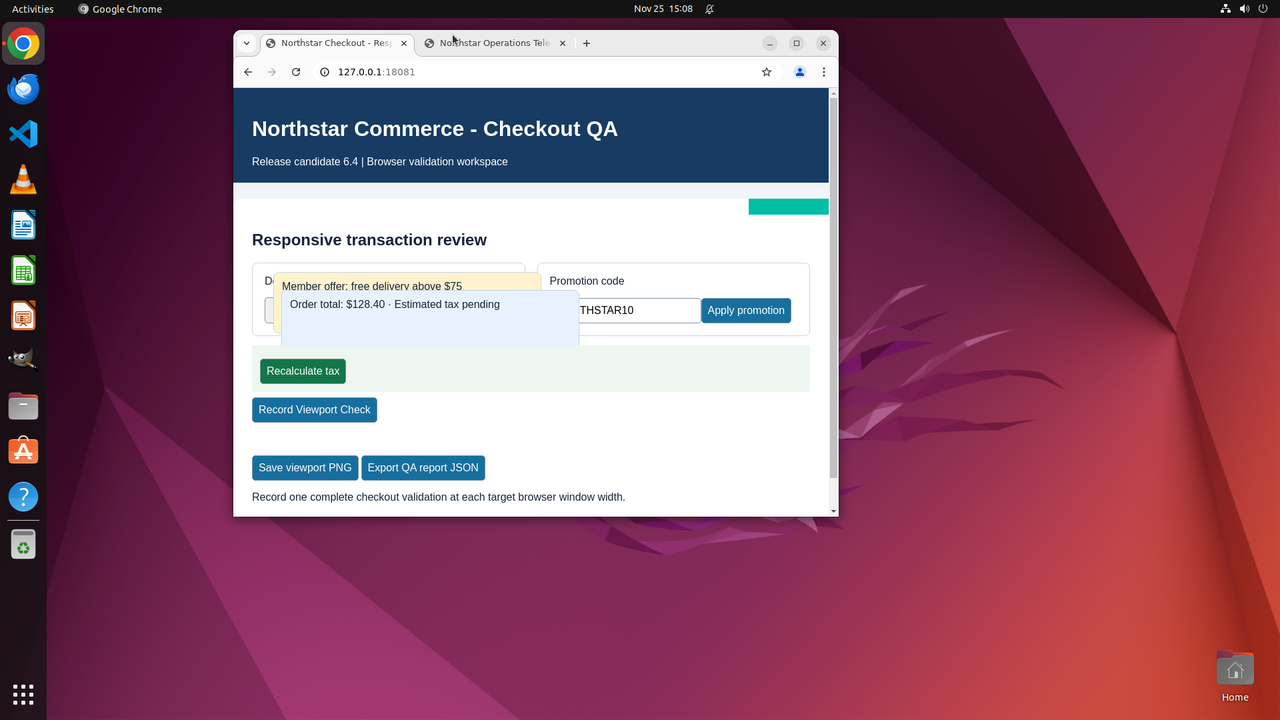 Activities
Google Chrome
Nov 25 15:08
Northstar Checkout - Res
Northstar Operations Tele
127.0.0.1:18081
Northstar Commerce - Checkout QA
Release candidate 6.4 | Browser validation workspace
Responsive transaction review
Promotion code
Member offer: free delivery above $75
Order total: $128.40 · Estimated tax pending
THSTAR10
Apply promotion
Recalculate tax
Record Viewport Check
Save viewport PNG
Export QA report JSON
Record one complete checkout validation at each target browser window width.
Home